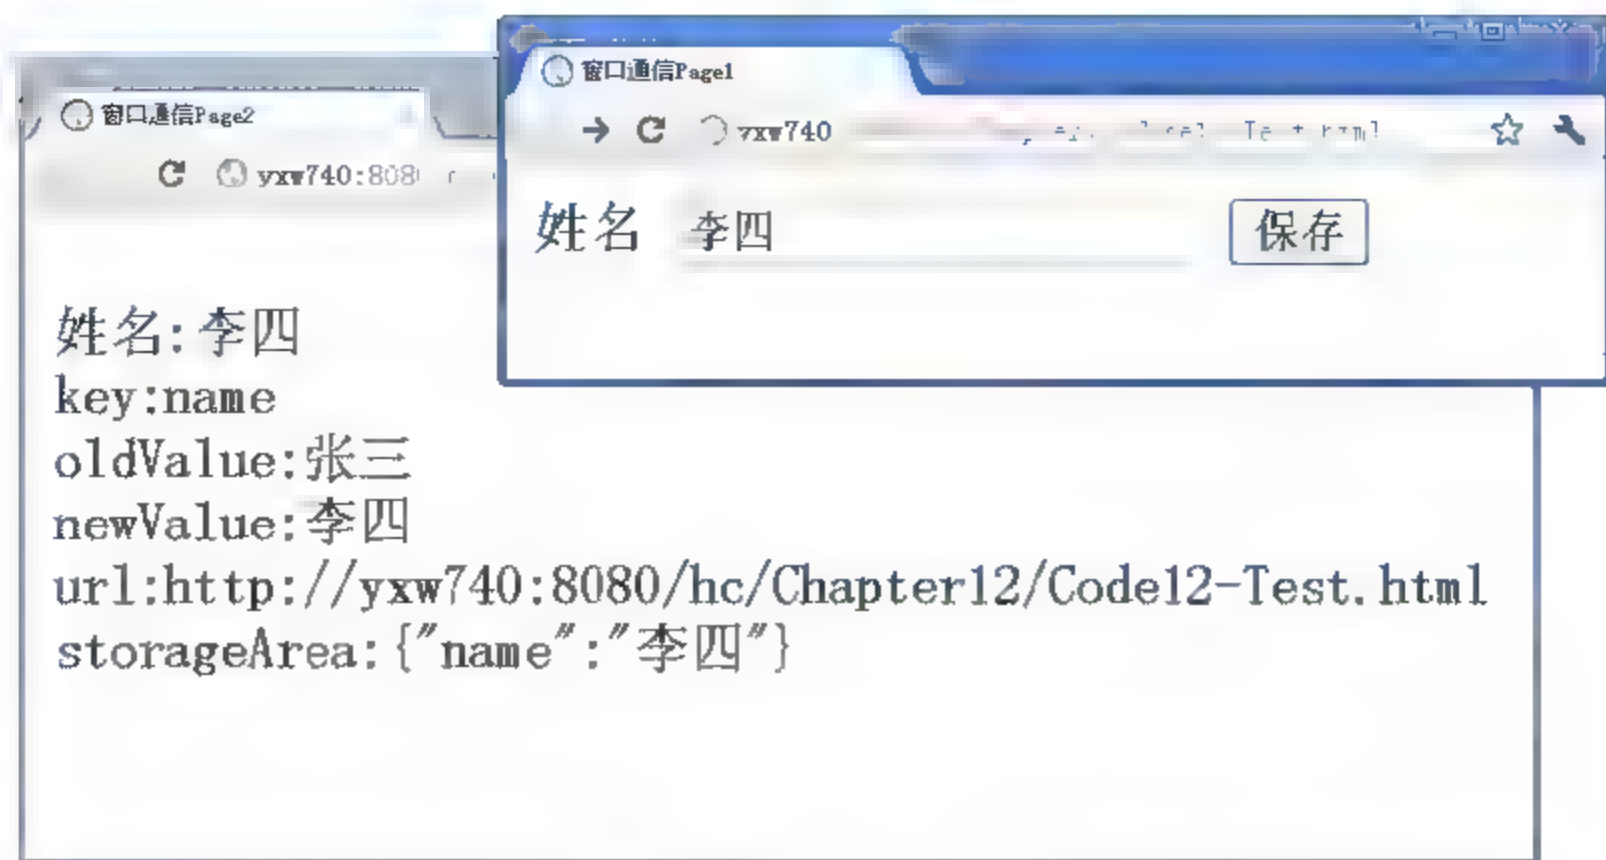 窗口通信Page1
yxw740
姓名 李四 保存
窗口通信Page2
yxw740:808
姓名:李四
key:name
oldValue:张三
newValue:李四
url:http://yxw740:8080/hc/Chapter12/Code12-Test.html
storageArea:{"name":"李四"}